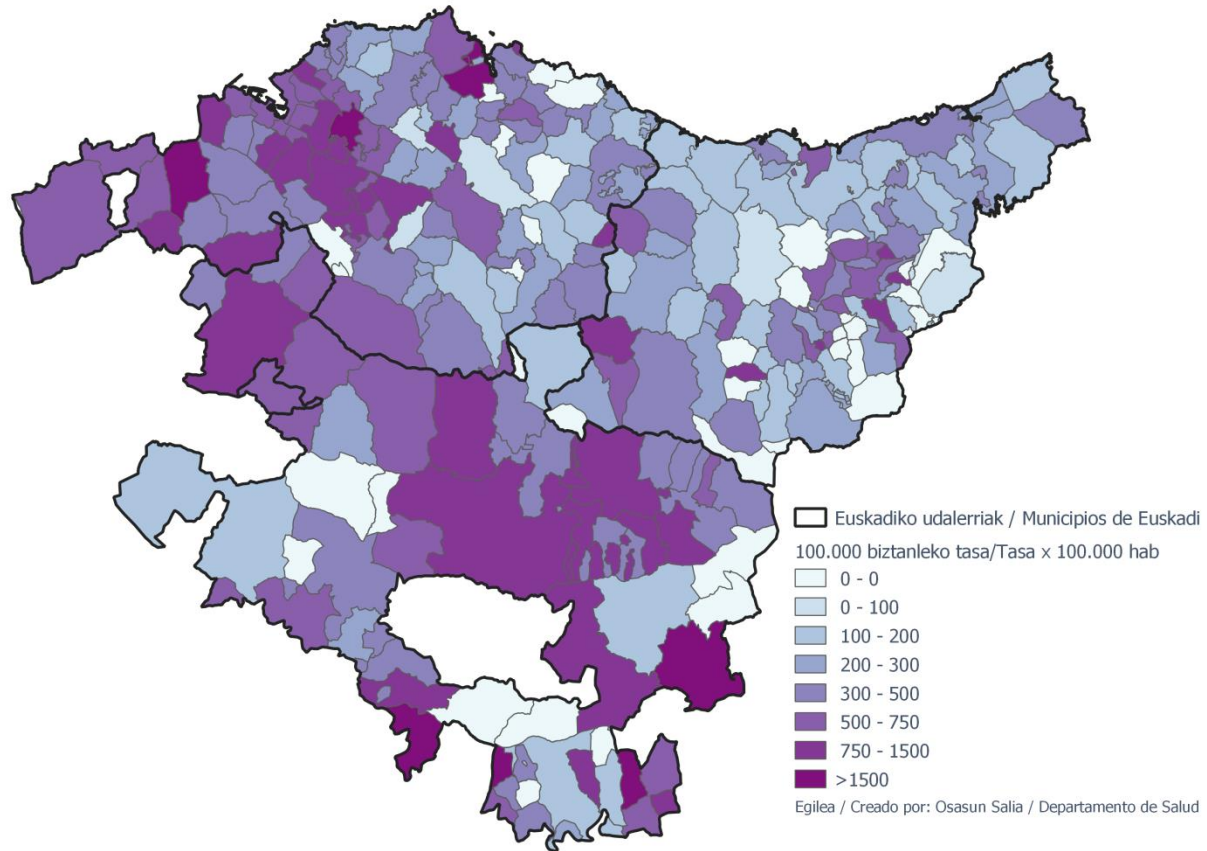 Euskadiko udalerriak / Municipios de Euskadi
100.000 biztanleko tasa/Tasa x 100.000 hab
0 - 0
0 - 100
100 - 200
200 - 300
300 - 500
500 - 750
750 - 1500
>1500
Egilea / Creado por: Osasun Salia / Departamento de Salud